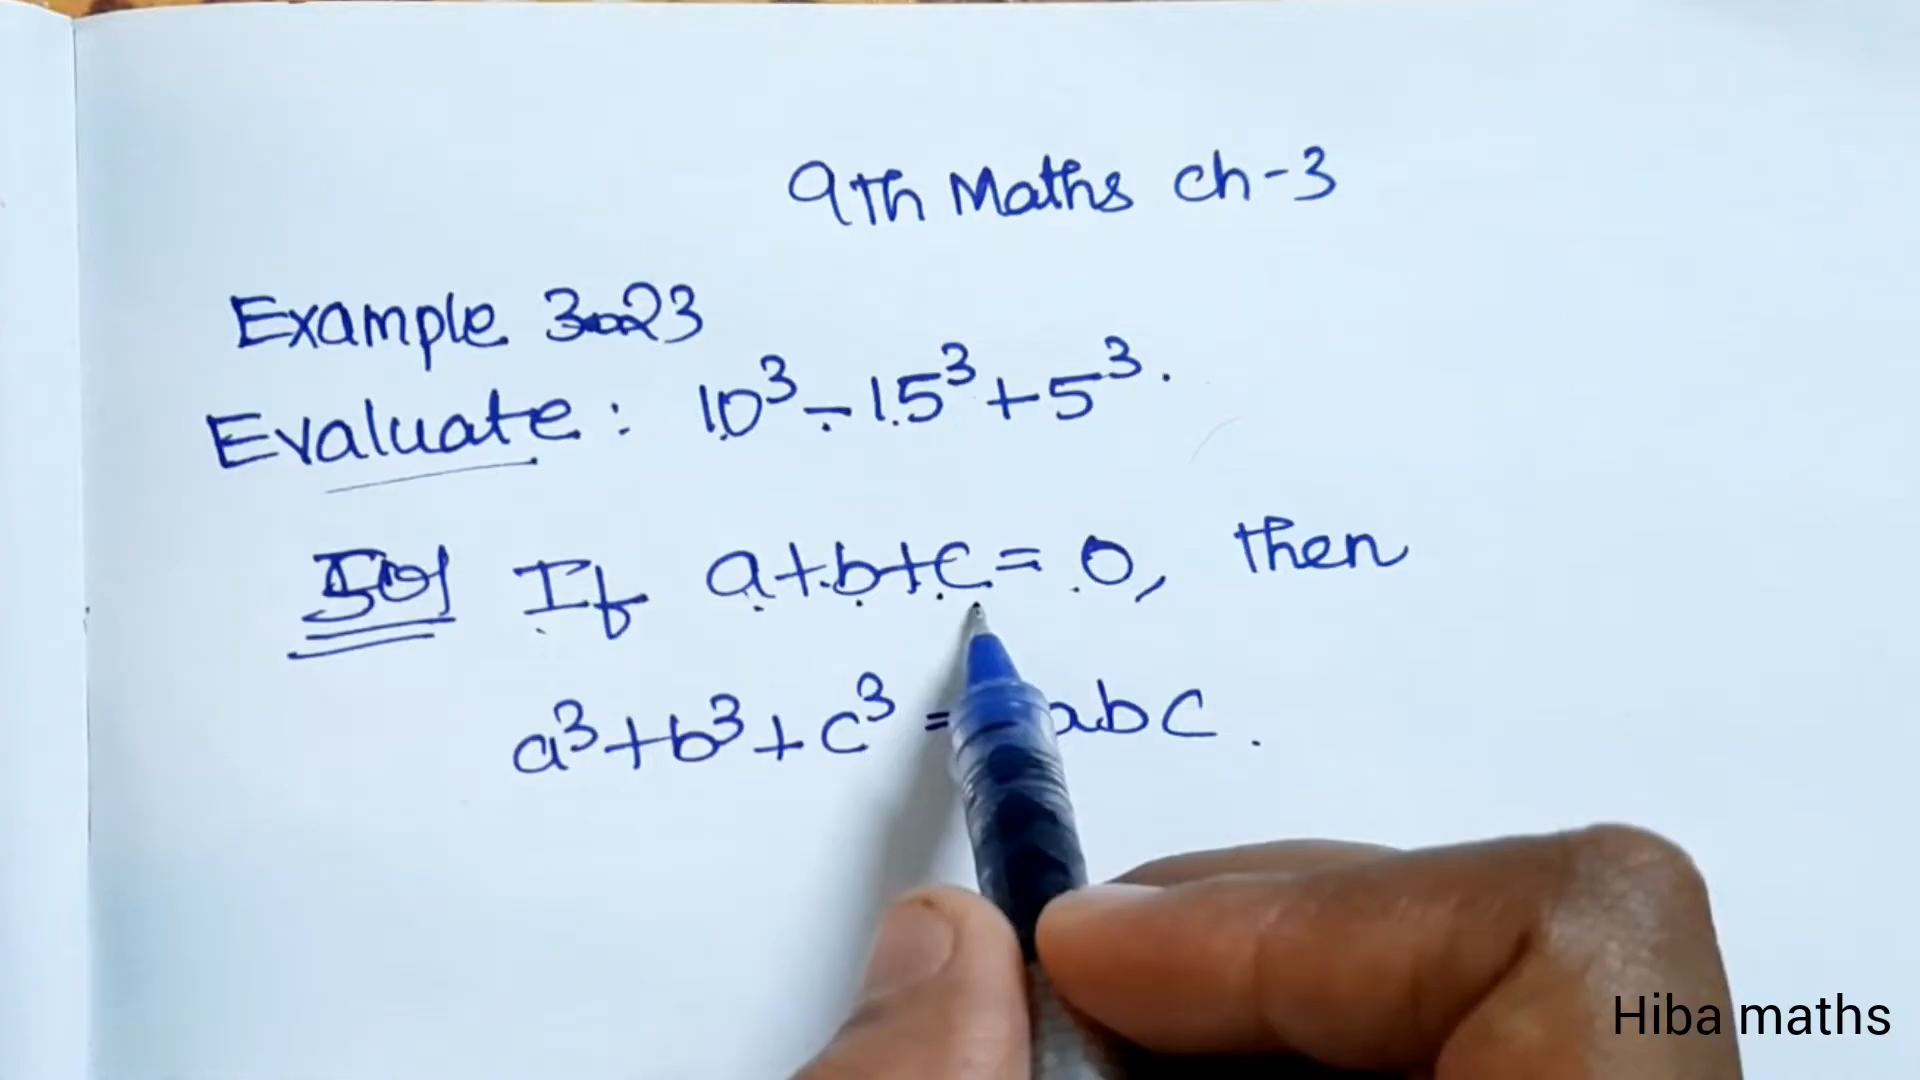 9th Maths ch-3
Example 3.23
Evaluate : 10³ - 15³ + 5³.
Sol If a+b+c = 0, then
a³+b³+c³ = abc.
Hiba maths